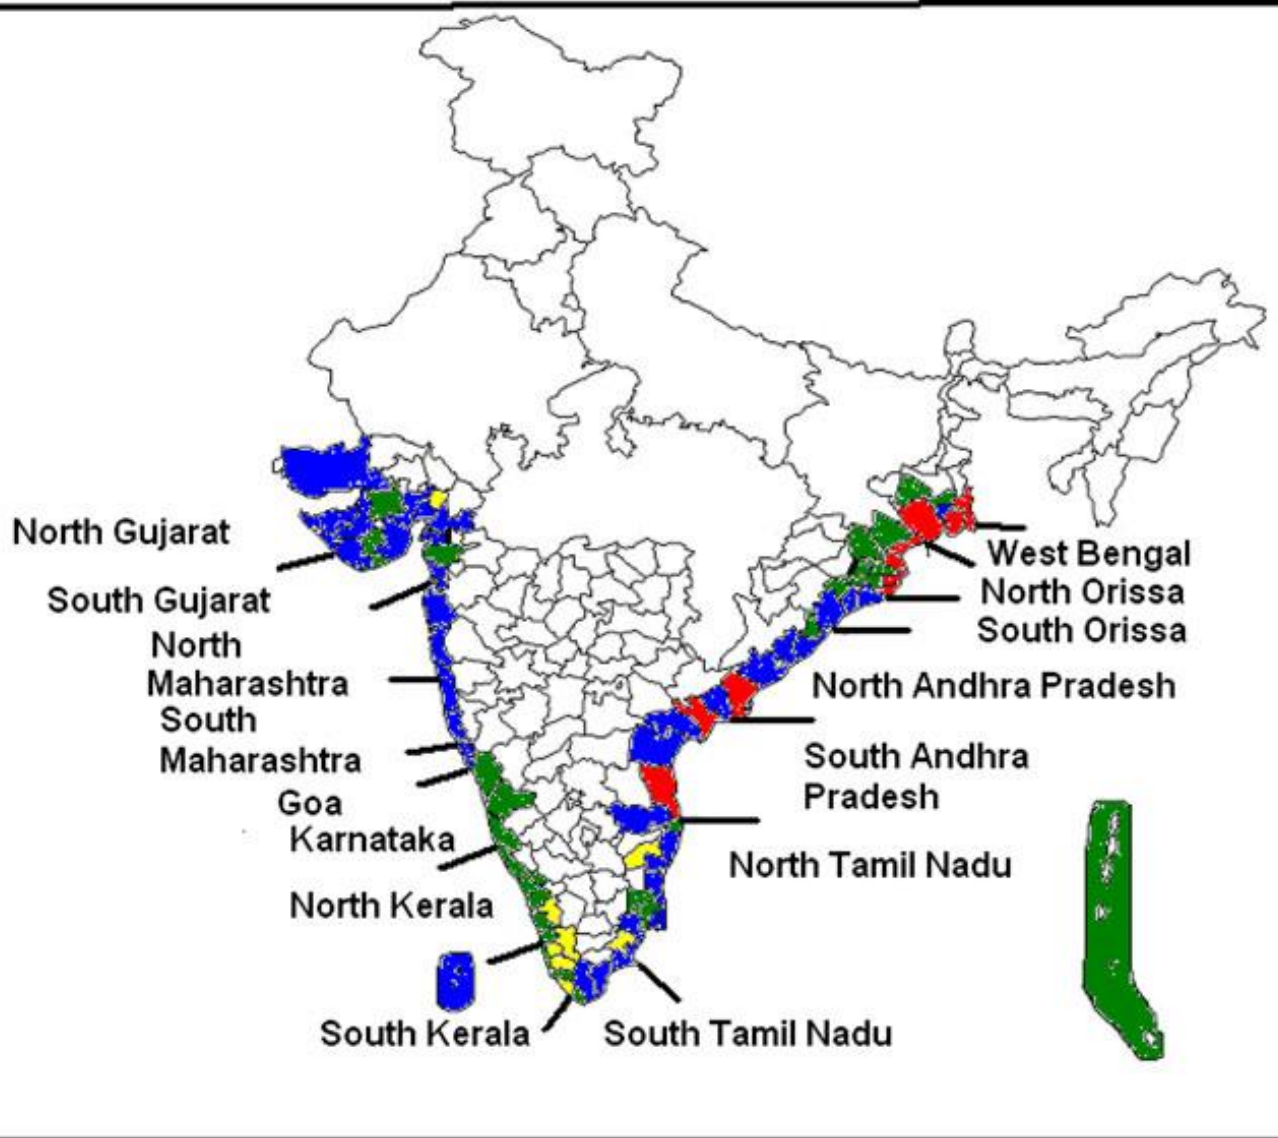 North Gujarat
South Gujarat
North
Maharashtra
South
Maharashtra
Goa
Karnataka
North Kerala
South Kerala
West Bengal
North Orissa
South Orissa
North Andhra Pradesh
South Andhra
Pradesh
North Tamil Nadu
South Tamil Nadu